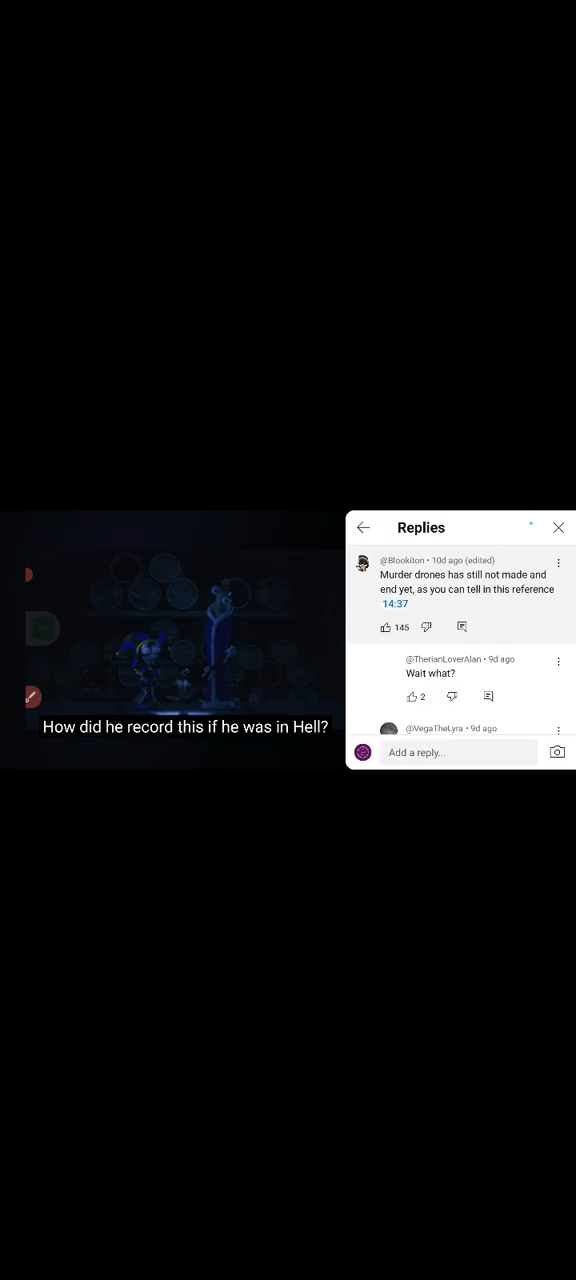 How did he record this if he was in Hell?
Replies
@Blookiton • 10d ago (edited)
Murder drones has still not made and
end yet, as you can tell in this reference
14:37
145
@TherianLoverAlan • 9d ago
Wait what?
2
@VegaTheLyra • 9d ago
Add a reply...